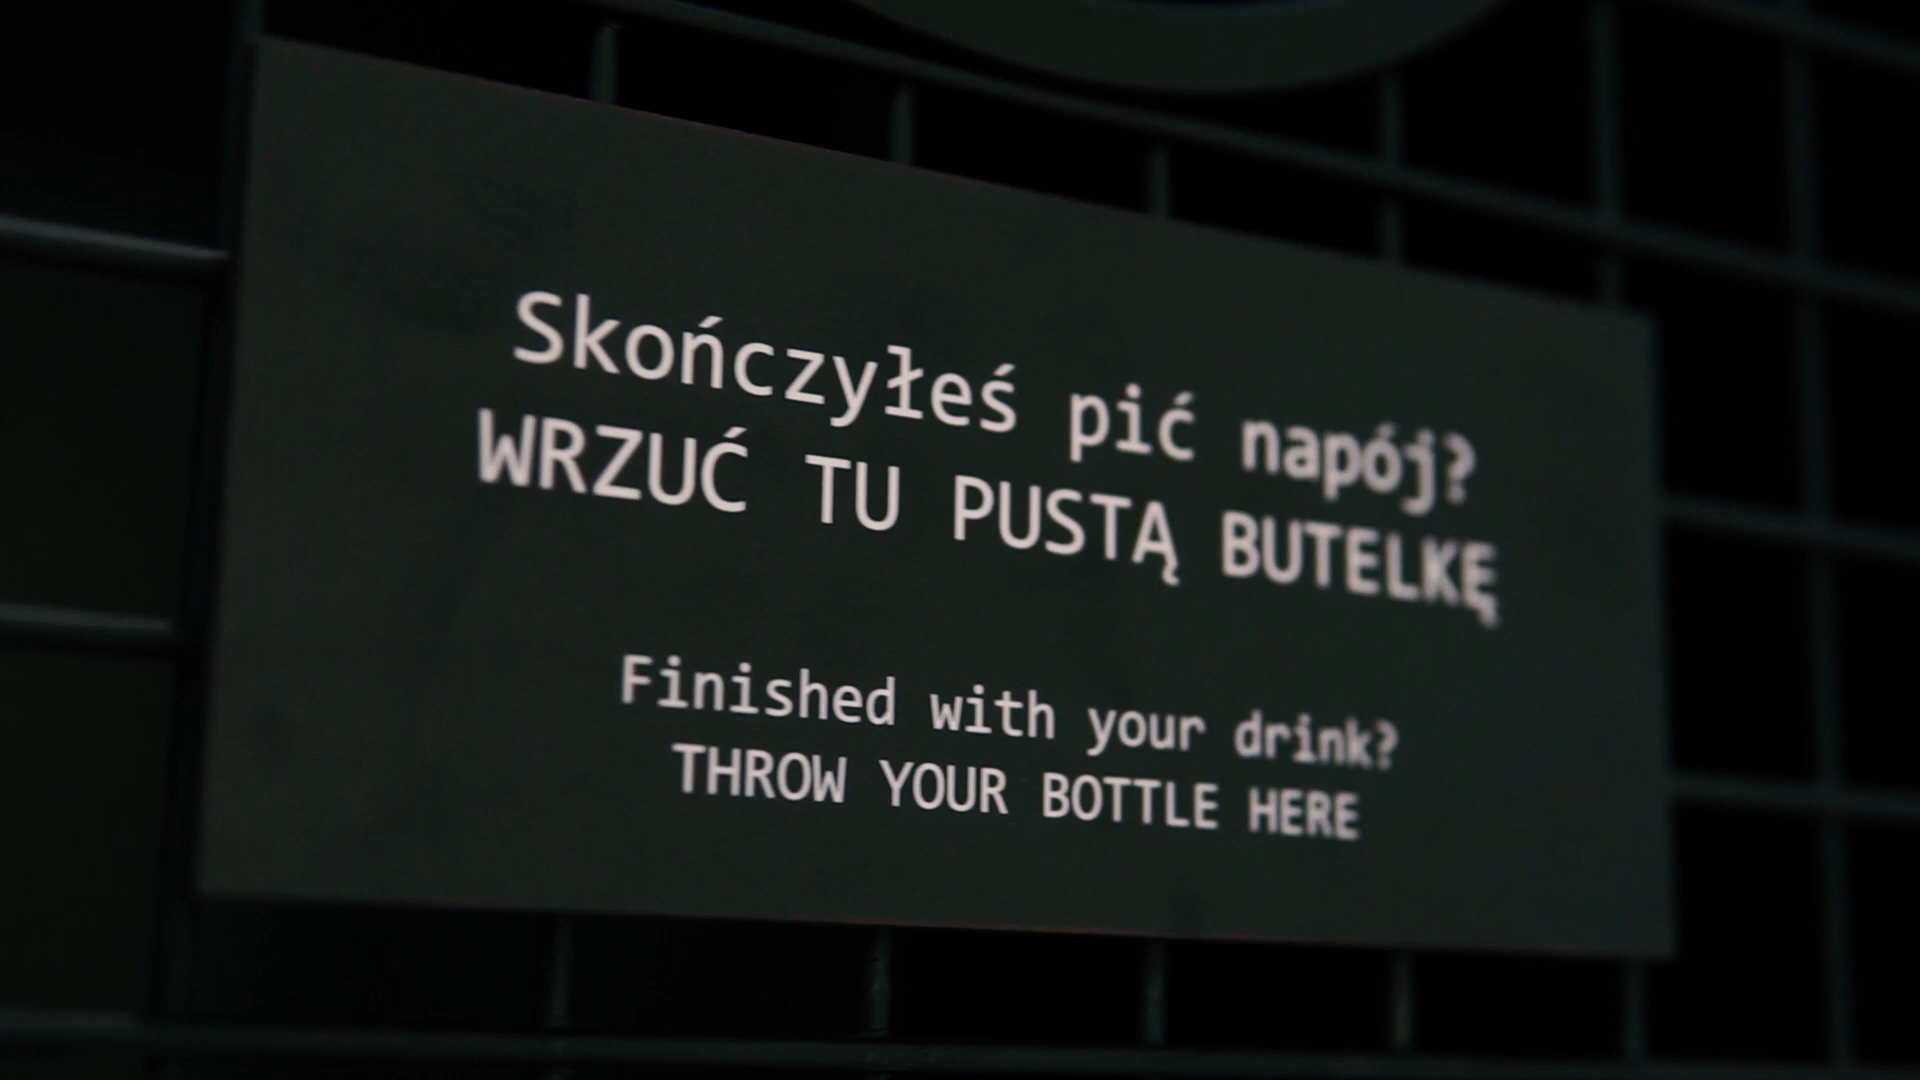 Skończyłeś pić napój?
WRZUĆ TU PUSTĄ BUTELKĘ
Finished with your drink?
THROW YOUR BOTTLE HERE